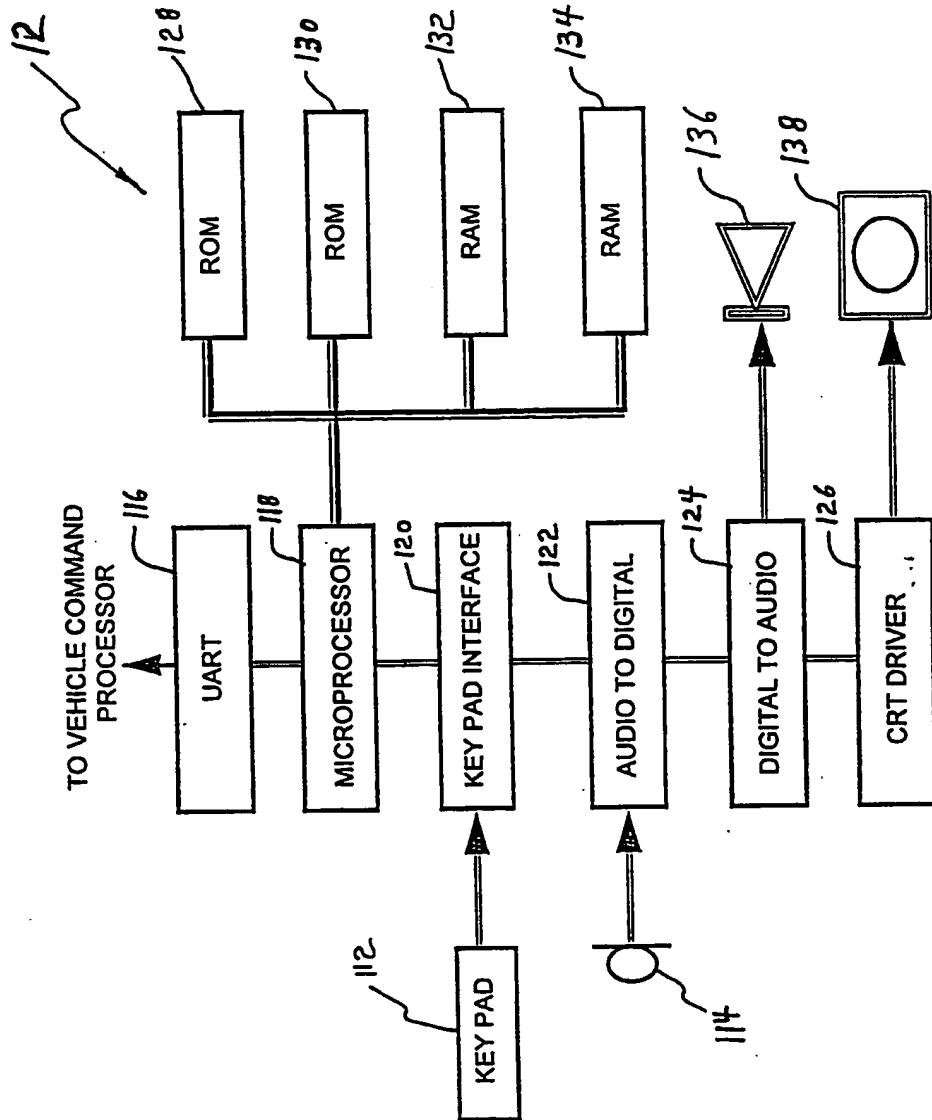 12
TO VEHICLE COMMAND
PROCESSOR
116
UART
128
ROM
118
MICROPROCESSOR
130
ROM
112
KEY PAD
120
KEY PAD INTERFACE
132
RAM
114
122
AUDIO TO DIGITAL
134
RAM
124
DIGITAL TO AUDIO
136
126
CRT DRIVER
138